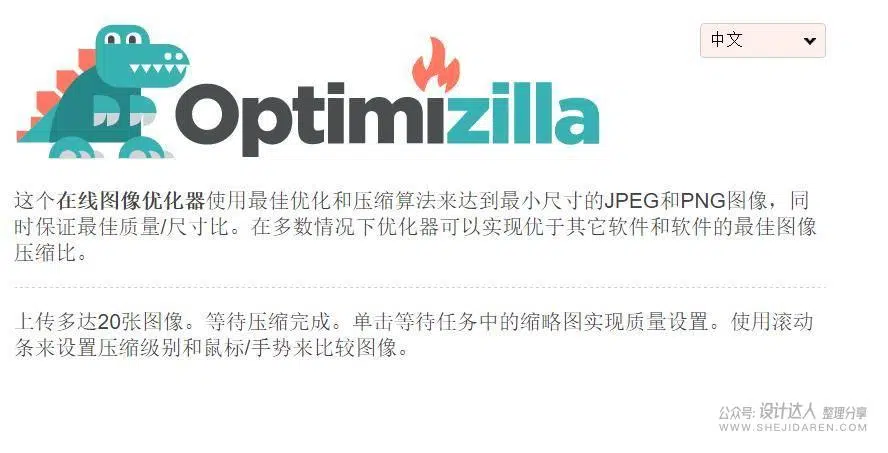 中文
Optimizilla
这个在线图像优化器使用最佳优化和压缩算法来达到最小尺寸的JPEG和PNG图像，同
时保证最佳质量/尺寸比。在多数情况下优化器可以实现优于其它软件和软件的最佳图像
压缩比。
上传多达20张图像。等待压缩完成。单击等待任务中的缩略图实现质量设置。使用滚动
条来设置压缩级别和鼠标/手势来比较图像。
公众号: 设计达人 整理分享
WWW.SHEJIDAREN.COM